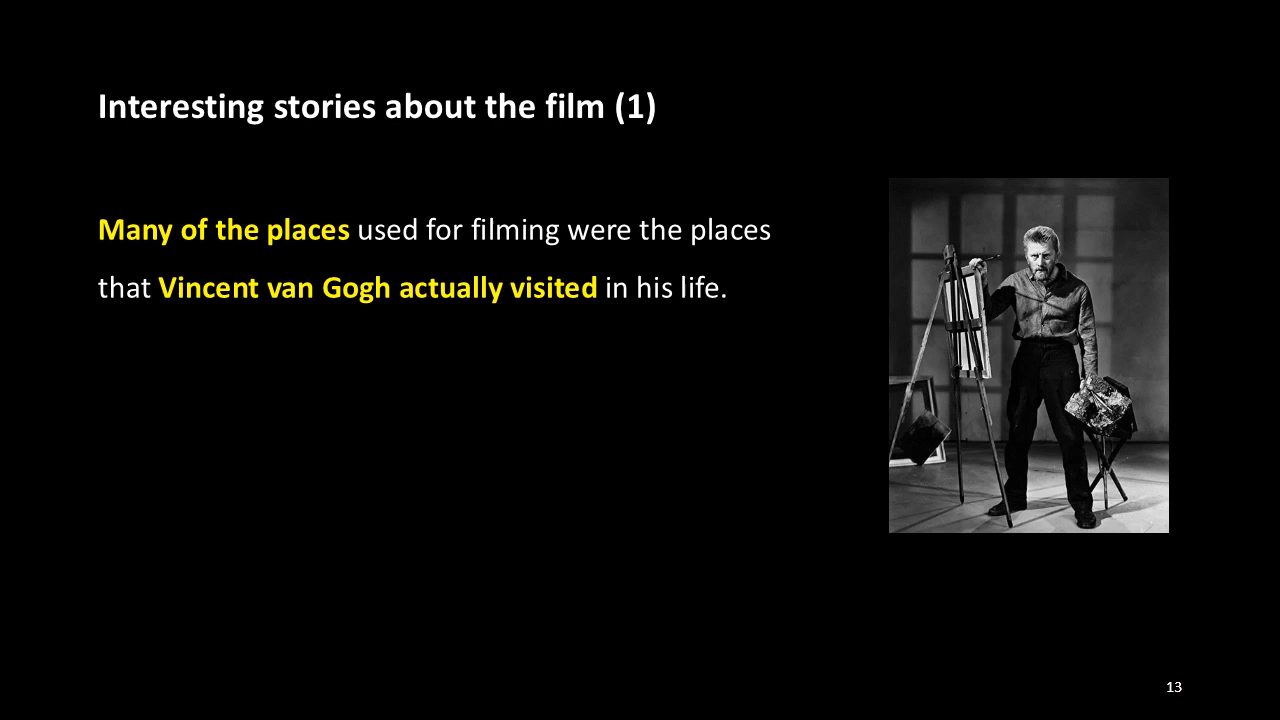 Interesting stories about the film (1)
Many of the places used for filming were the places
that Vincent van Gogh actually visited in his life.
13